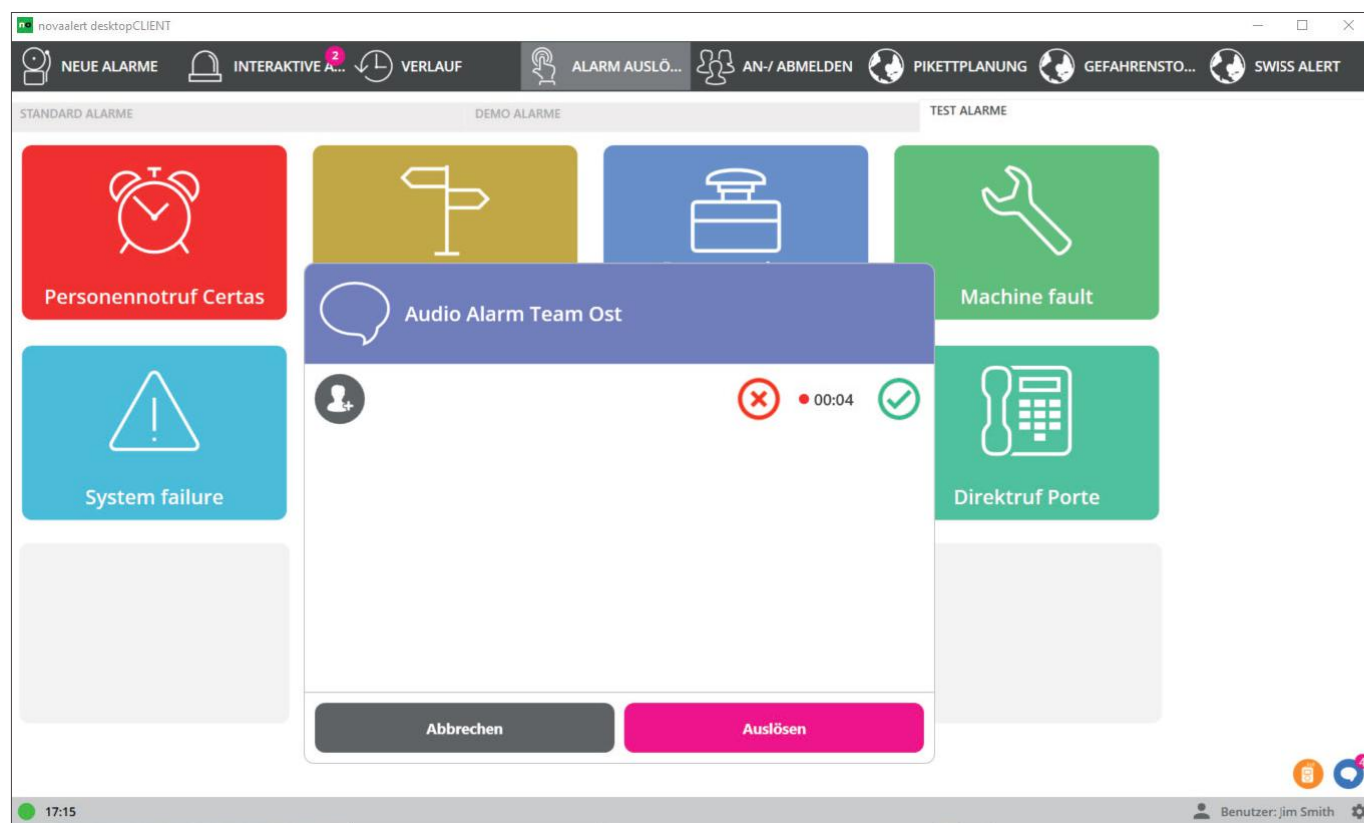 novaalert desktopCLIENT
NEUE ALARME
INTERAKTIVE A...
2
VERLAUF
ALARM AUSLÖ...
AN-/ ABMELDEN
PIKETTPLANUNG
GEFAHRENSTO...
SWISS ALERT
STANDARD ALARME
DEMO ALARME
TEST ALARME
Personennotruf Certas
Machine fault
Audio Alarm Team Ost
00:04
System failure
Direktruf Porte
Abbrechen
Auslösen
17:15
Benutzer: Jim Smith